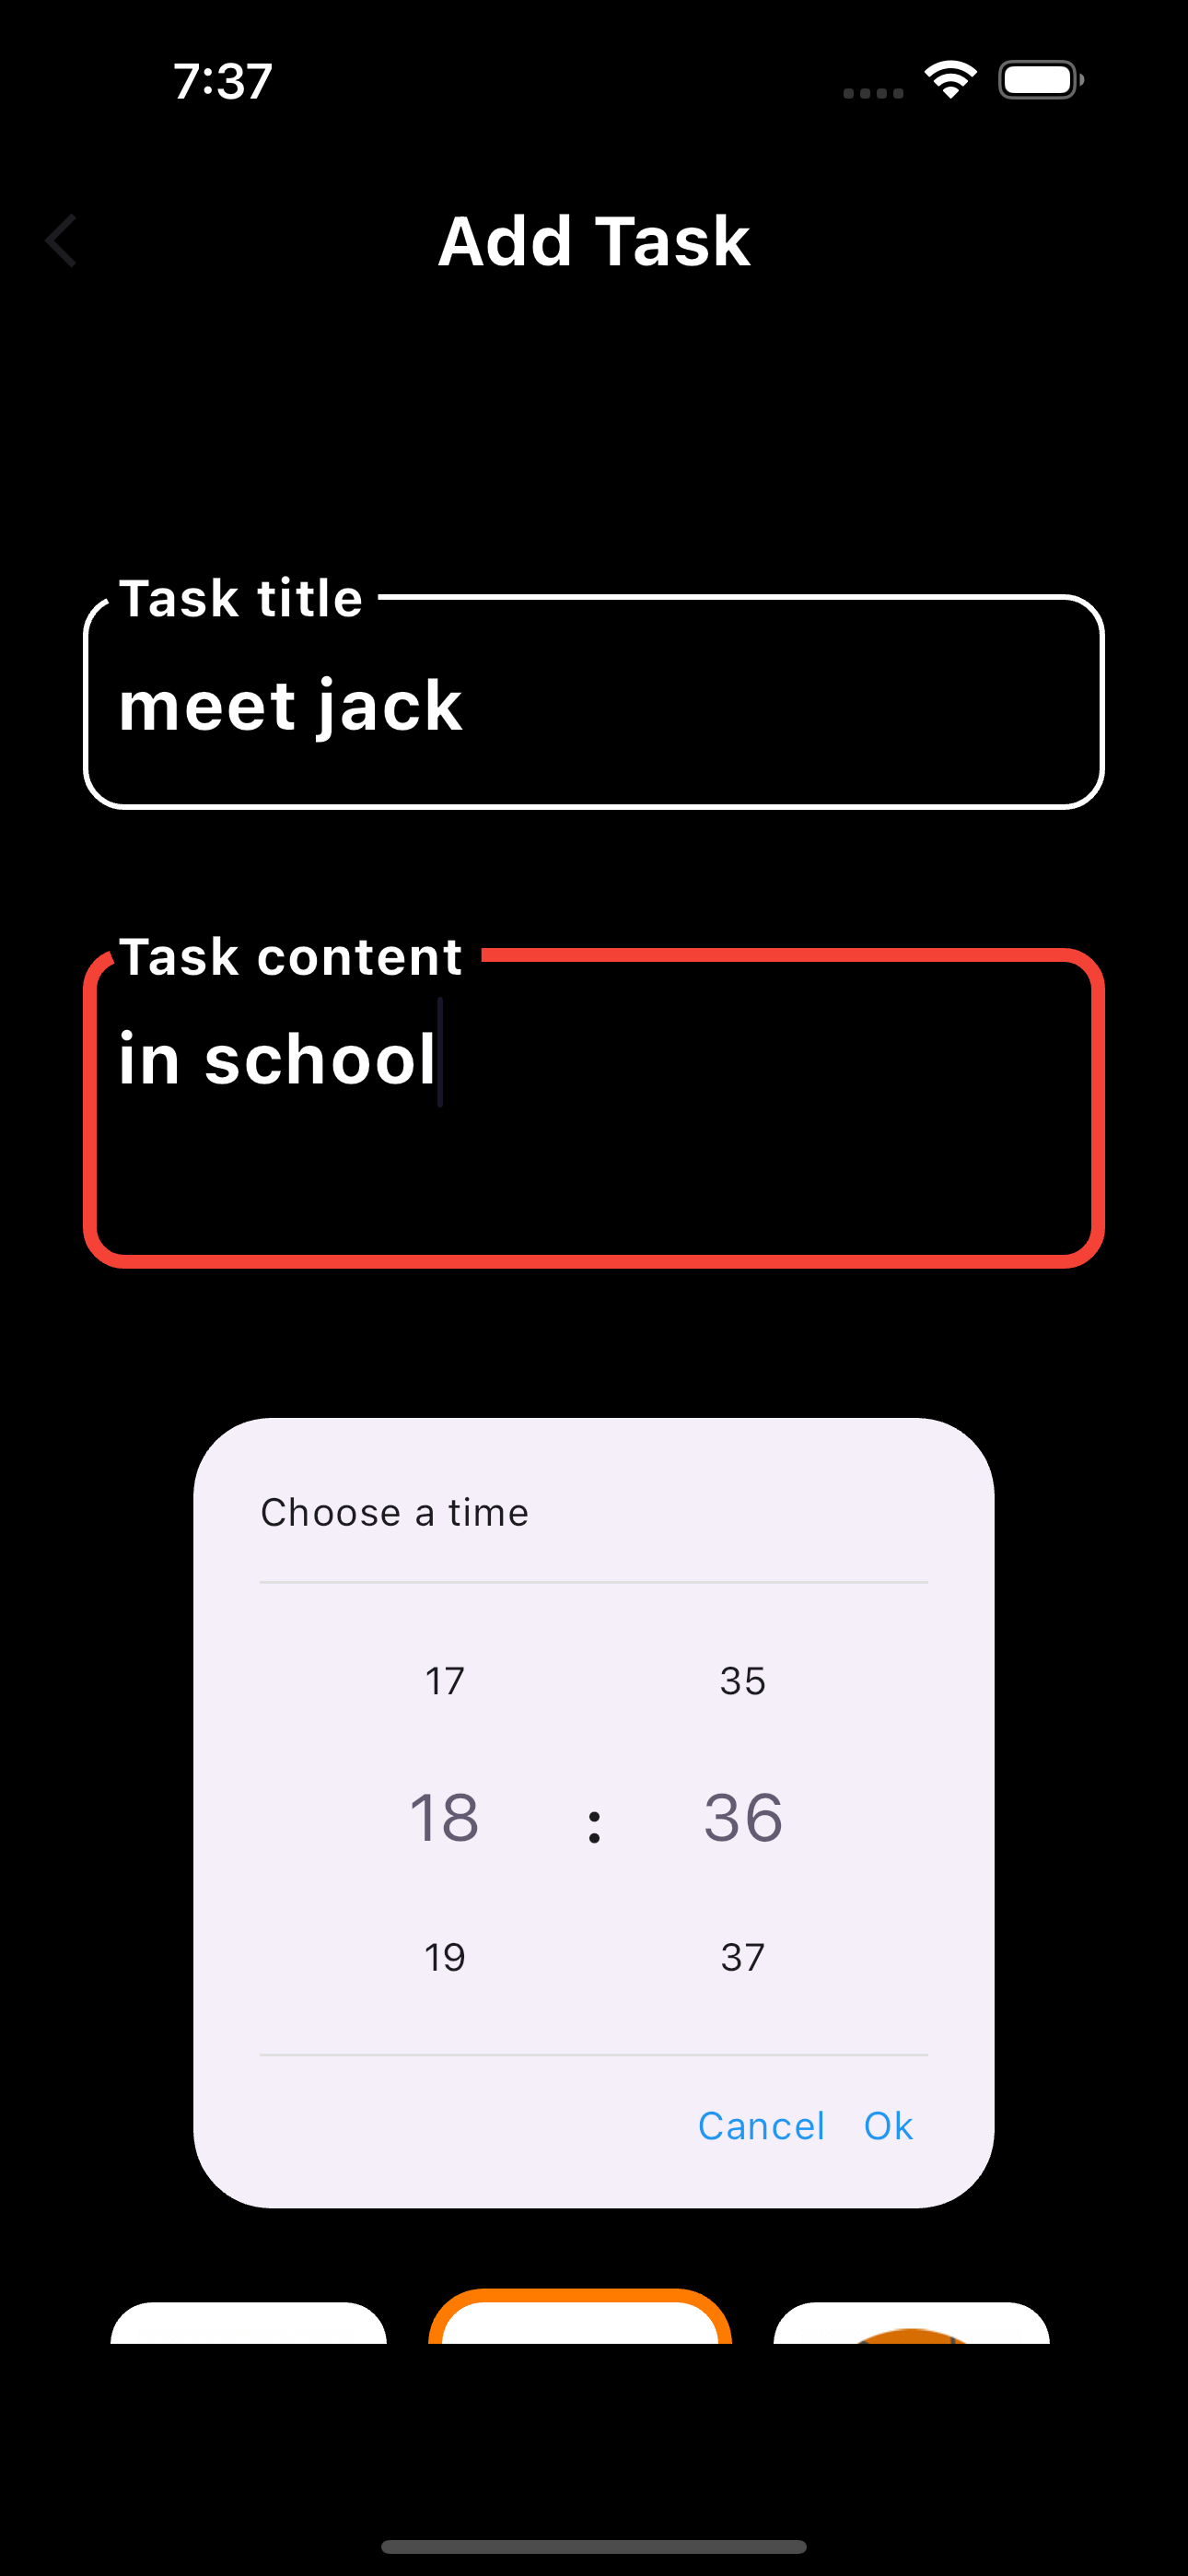 7:37
Add Task
Task title
meet jack
Task content
in school
Choose a time
17 35
18 : 36
19 37
Cancel Ok